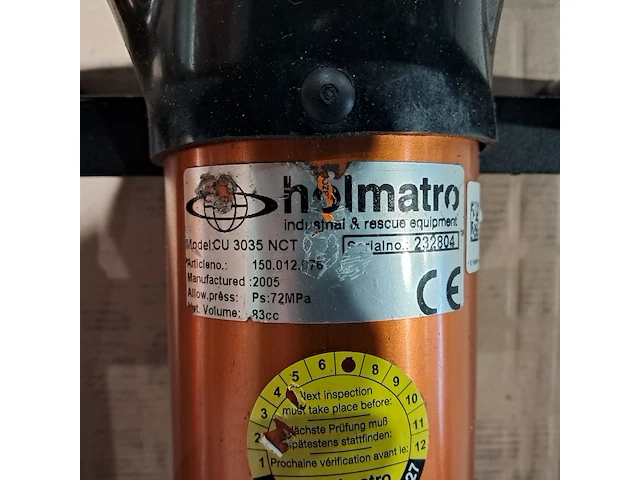 holmatro
industrial & rescue equipment
Model:CU 3035 NCT Serialno.: 232804
Articleno.: 150.012.076
Manufactured :2005
Allow.press: Ps:72MPa
Volume: 83cc
CE
1 2 3 4 5 6 8 9 10 11 12
Next inspection
must take place before:
Nächste Prüfung muß
spätestens stattfinden:
Prochaine vérification avant le:
holmatro
27